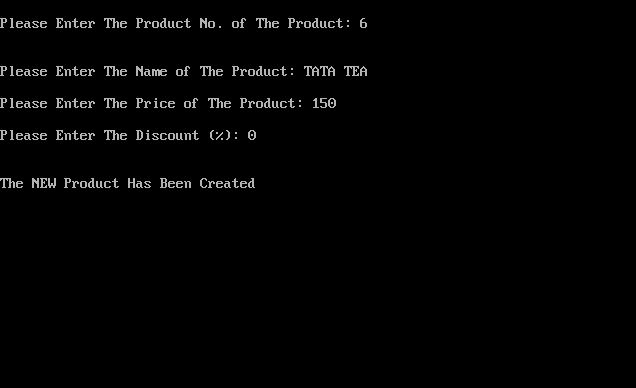 Please Enter The Product No. of The Product: 6
Please Enter The Name of The Product: TATA TEA
Please Enter The Price of The Product: 150
Please Enter The Discount (%): 0
The NEW Product Has Been Created